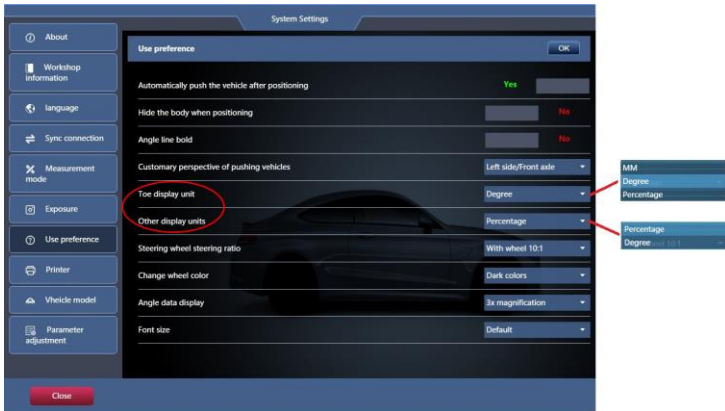 System Settings
About
Workshop
information
language
Sync connection
Measurement
mode
Exposure
Use preference
Printer
Vheicle model
Parameter
adjustment
Close
Use preference
OK
Automatically push the vehicle after positioning
Yes
Hide the body when positioning
No
Angle line bold
No
Customary perspective of pushing vehicles
Left side/Front axle
Toe display unit
Degree
Other display units
Percentage
Steering wheel steering ratio
With wheel 10:1
Change wheel color
Dark colors
Angle data display
3x magnification
Font size
Default
MM
Degree
Percentage
Percentage
Degree